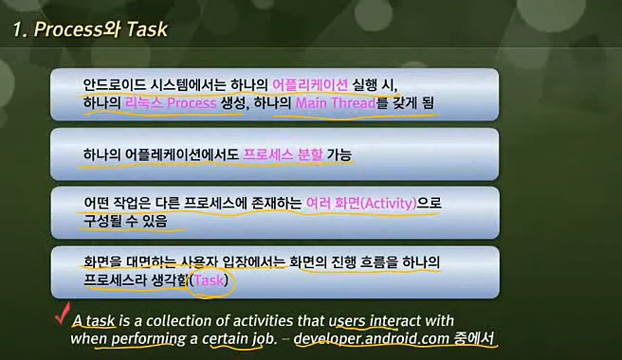 1. Process와 Task
안드로이드 시스템에서는 하나의 어플리케이션 실행 시,
하나의 리눅스 Process 생성, 하나의 Main Thread를 갖게 됨
하나의 어플레케이션에서도 프로세스 분할 가능
어떤 작업은 다른 프로세스에 존재하는 여러 화면(Activity)으로
구성될 수 있음
화면을 대면하는 사용자 입장에서는 화면의 진행 흐름을 하나의
프로세스라 생각함(Task)
A task is a collection of activities that users interact with
when performing a certain job. – developer.android.com 중에서